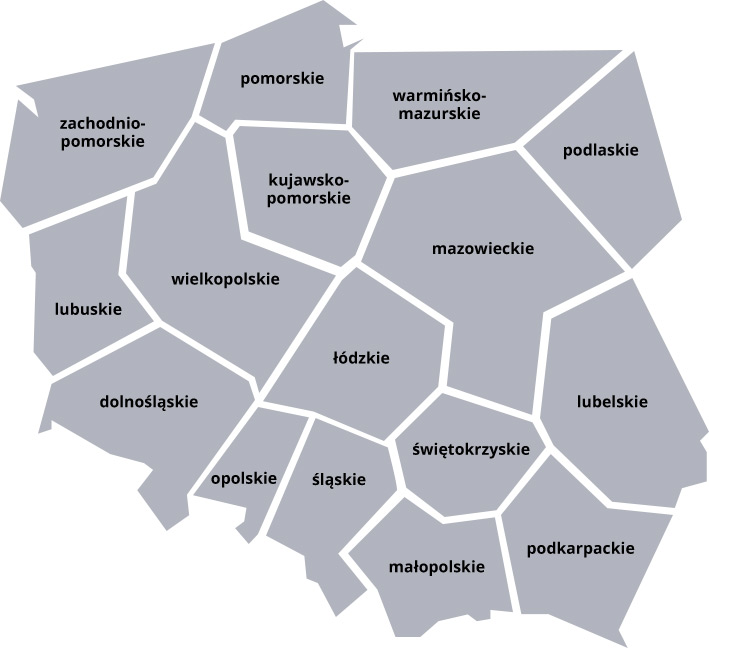 pomorskie
warmińsko-
mazurskie
zachodnio-
pomorskie
podlaskie
kujawsko-
pomorskie
mazowieckie
wielkopolskie
lubuskie
łódzkie
dolnośląskie
lubelskie
świętokrzyskie
opolskie
śląskie
podkarpackie
małopolskie